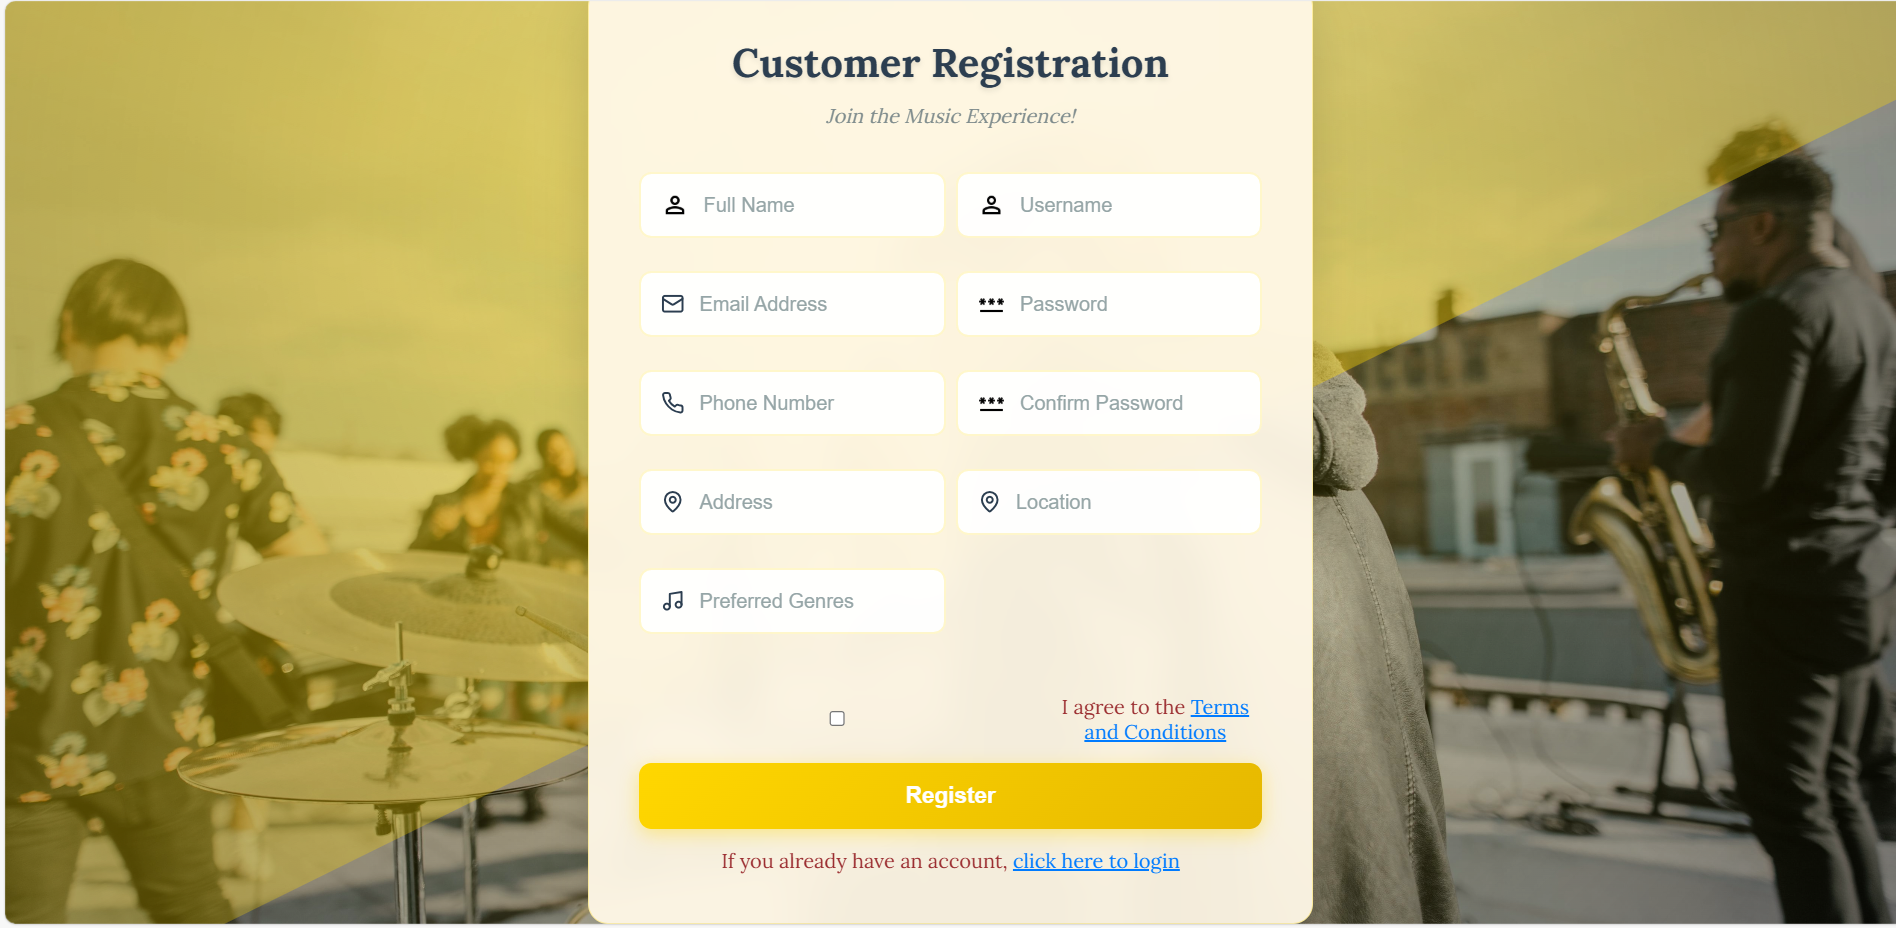 Customer Registration
Join the Music Experience!
Full Name
Username
Email Address
Password
Phone Number
Confirm Password
Address
Location
Preferred Genres
I agree to the Terms
and Conditions
Register
If you already have an account, click here to login